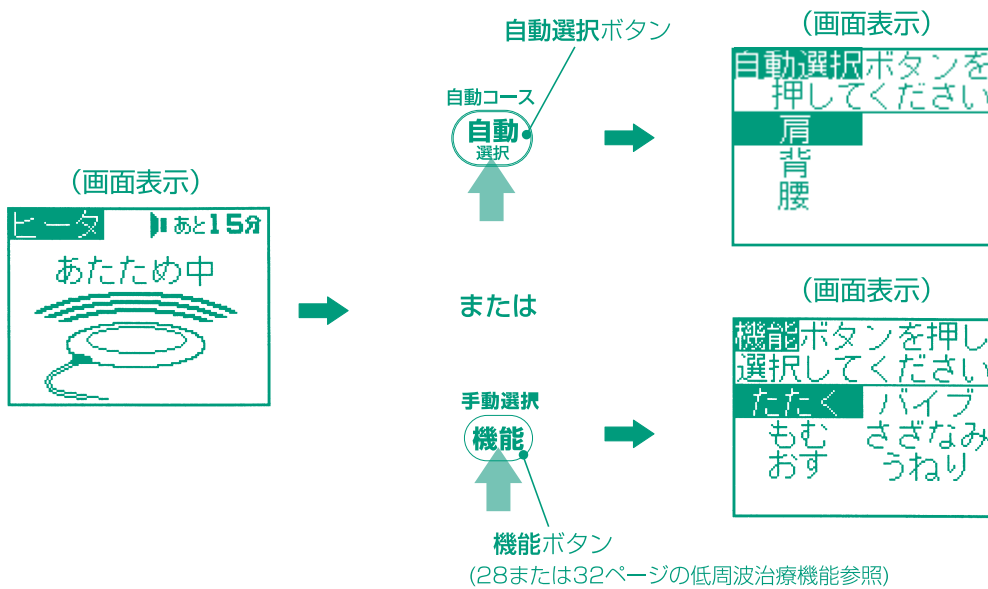 (画面表示)
ヒータ あと15分
あたため中
自動選択ボタン
自動コース
自動
選択
または
手動選択
機能
機能ボタン
(28または32ページの低周波治療機能参照)
(画面表示)
自動選択ボタンを
押してください
肩
背
腰
(画面表示)
機能ボタンを押し
選択してください
たたく バイブ
もむ さざなみ
おす うねり